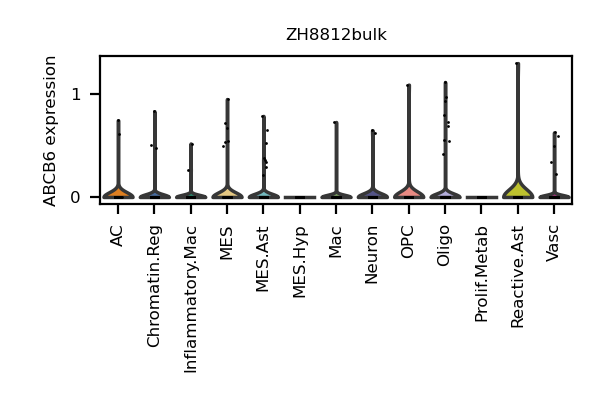 ZH8812bulk
ABCB6 expression
1
0
AC
Chromatin.Reg
Inflammatory.Mac
MES
MES.Ast
MES.Hyp
Mac
Neuron
OPC
Oligo
Prolif.Metab
Reactive.Ast
Vasc